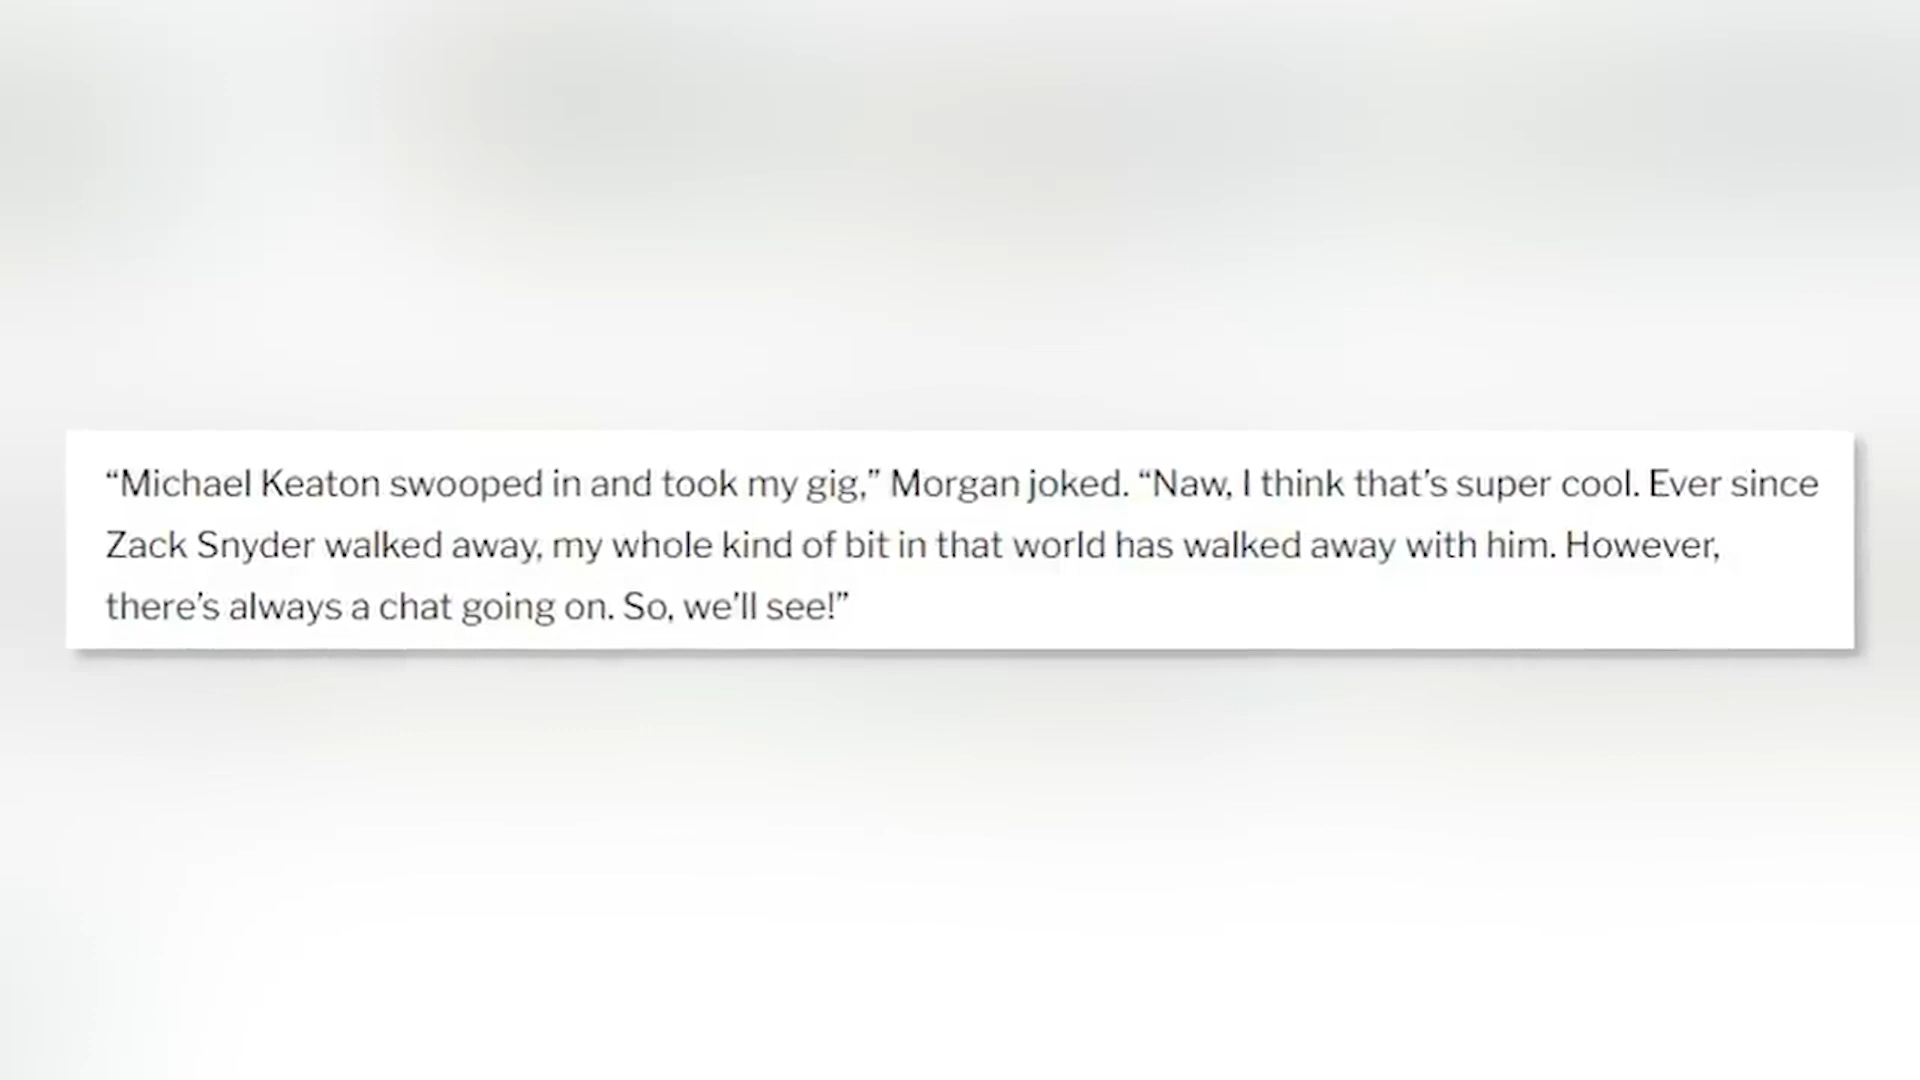 “Michael Keaton swooped in and took my gig,” Morgan joked. “Naw, I think that’s super cool. Ever since
Zack Snyder walked away, my whole kind of bit in that world has walked away with him. However,
there’s always a chat going on. So, we’ll see!”